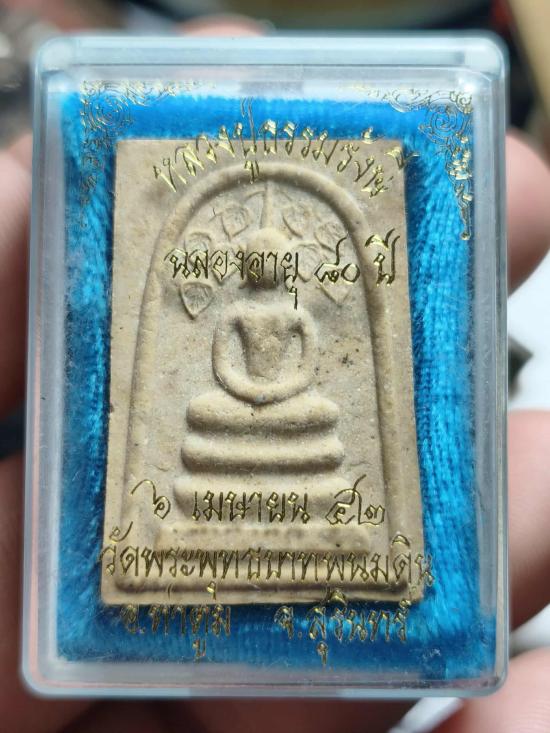 หลวงปู่ธรรมรังษี
ฉลองอายุ ๘๐ ปี
๖ เมษายน ๔๒
วัดพระพุทธบาทพนมดิน
อ.ท่าตูม จ.สุรินทร์